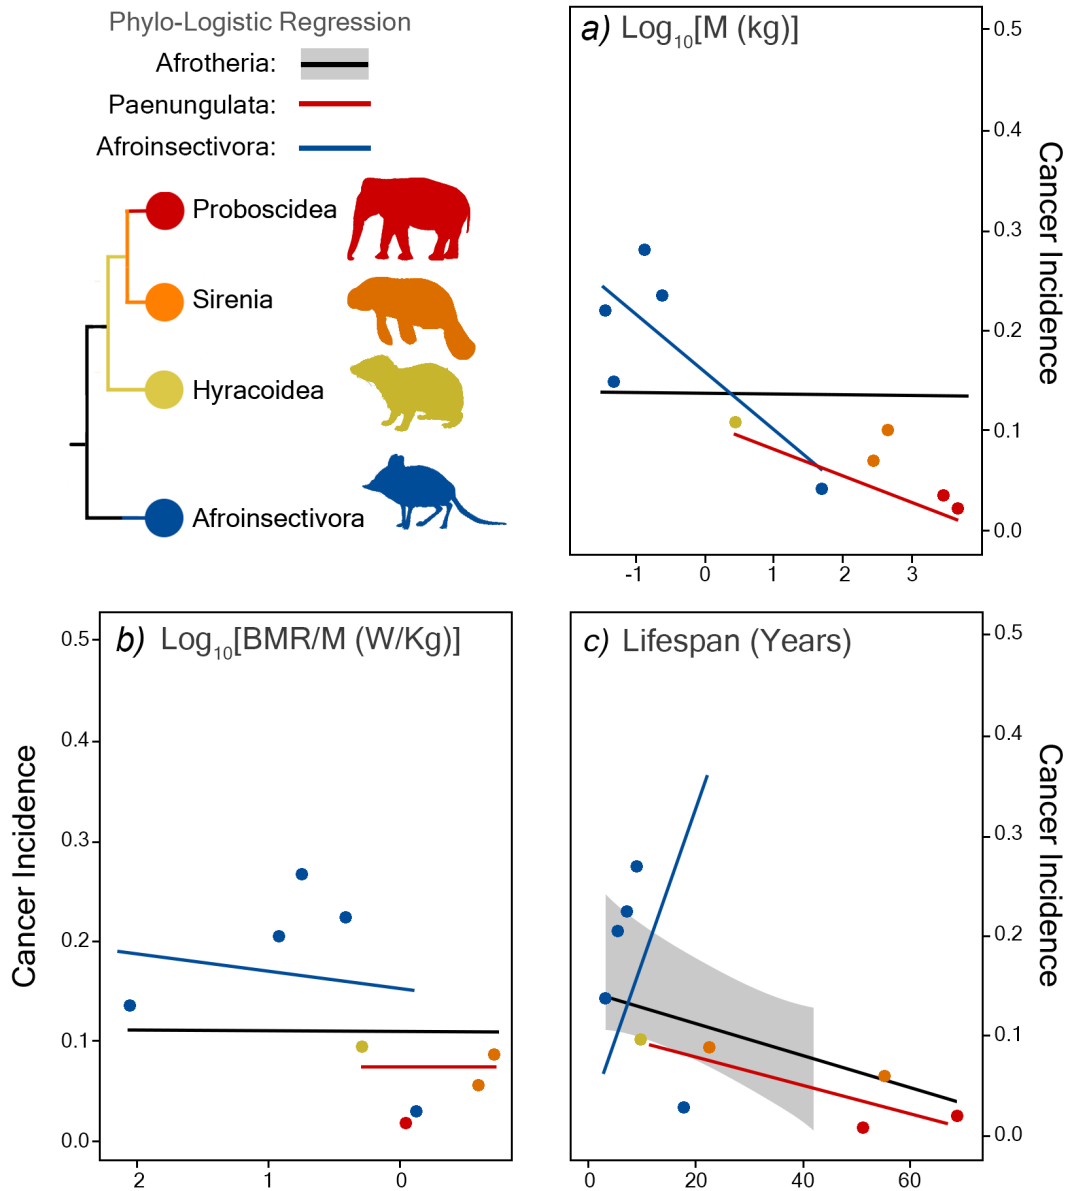 Phylo-Logistic Regression
Afrotheria:
Paenungulata:
Afroinsectivora:
Proboscidea
Sirenia
Hyracoidea
Afroinsectivora
a) Log10[M (kg)]
0.5
0.4
0.3
0.2
0.1
0.0
Cancer Incidence
-1 0 1 2 3
b) Log10[BMR/M (W/Kg)]
0.5
0.4
0.3
0.2
0.1
0.0
Cancer Incidence
2 1 0
c) Lifespan (Years)
0.5
0.4
0.3
0.2
0.1
0.0
Cancer Incidence
0 20 40 60